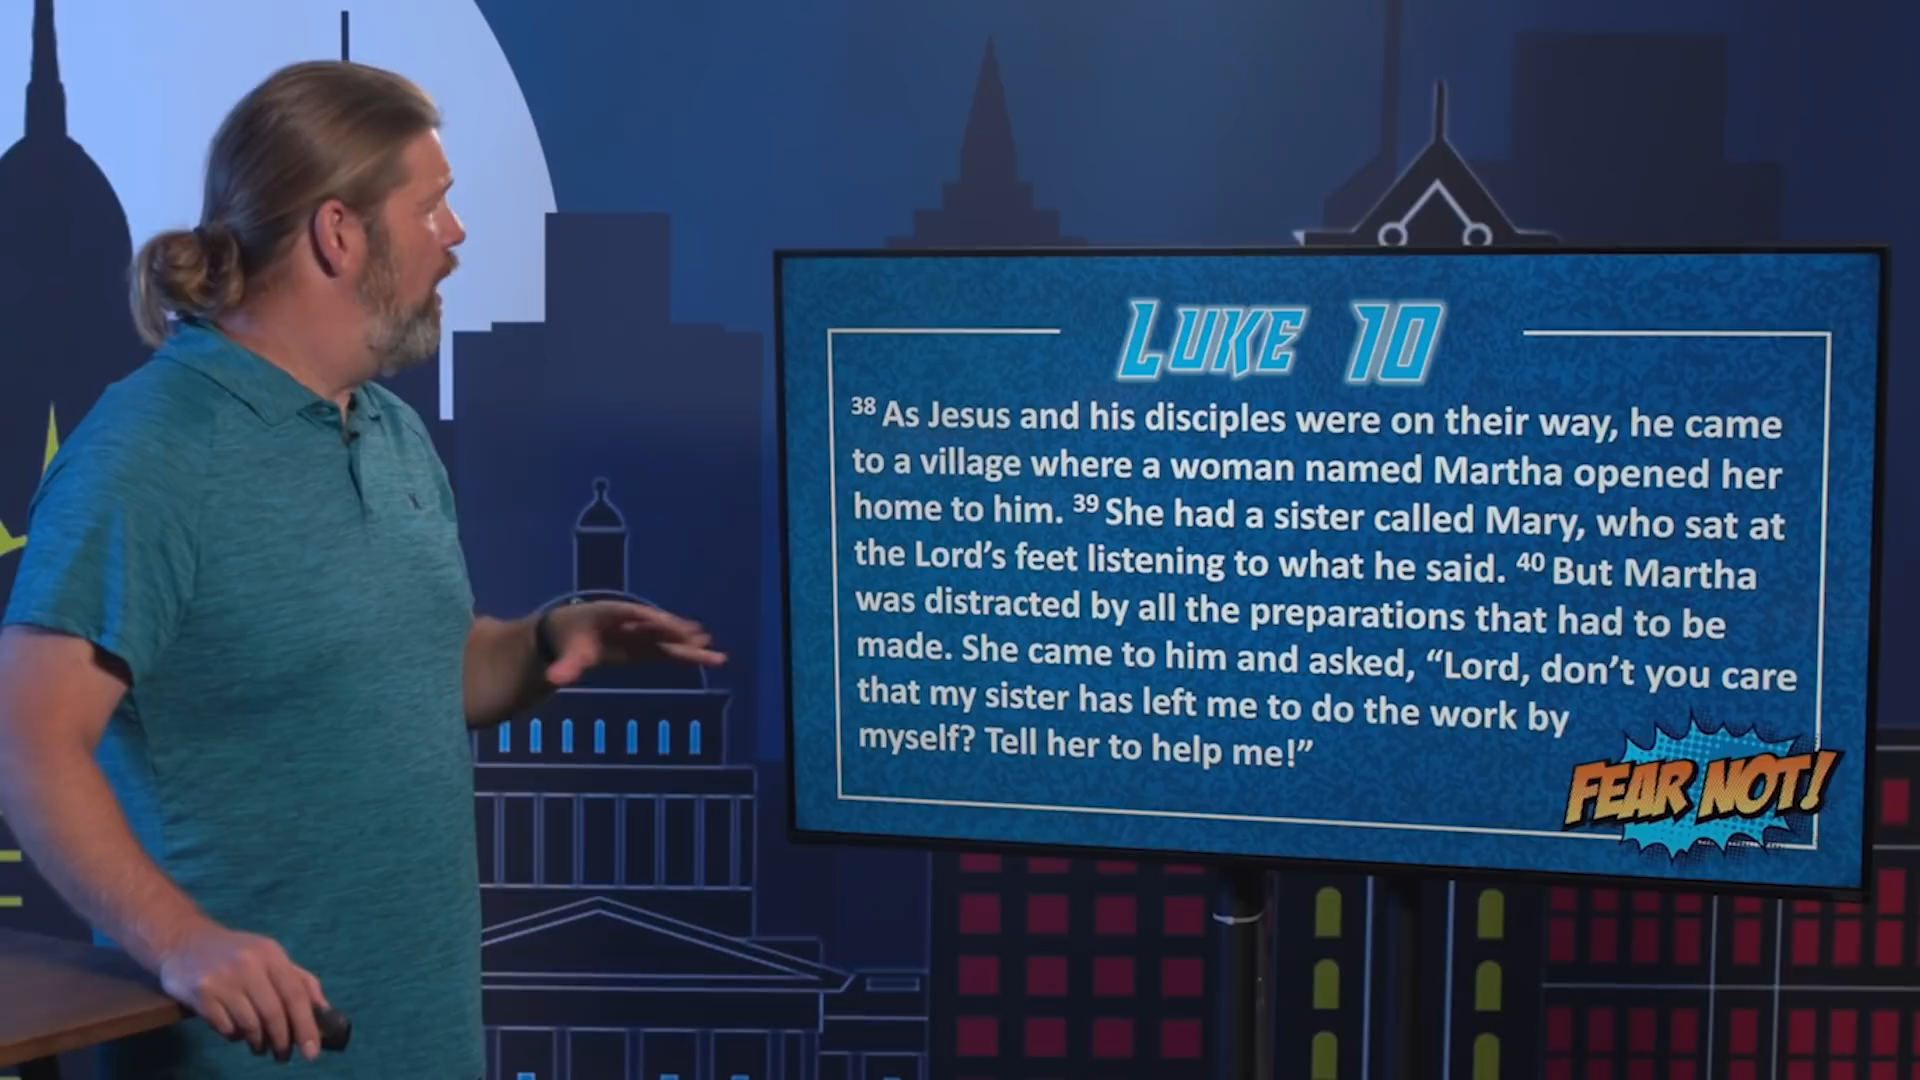 Luke 10
38 As Jesus and his disciples were on their way, he came
to a village where a woman named Martha opened her
home to him. 39 She had a sister called Mary, who sat at
the Lord’s feet listening to what he said. 40 But Martha
was distracted by all the preparations that had to be
made. She came to him and asked, “Lord, don’t you care
that my sister has left me to do the work by
myself? Tell her to help me!”
FEAR NOT!